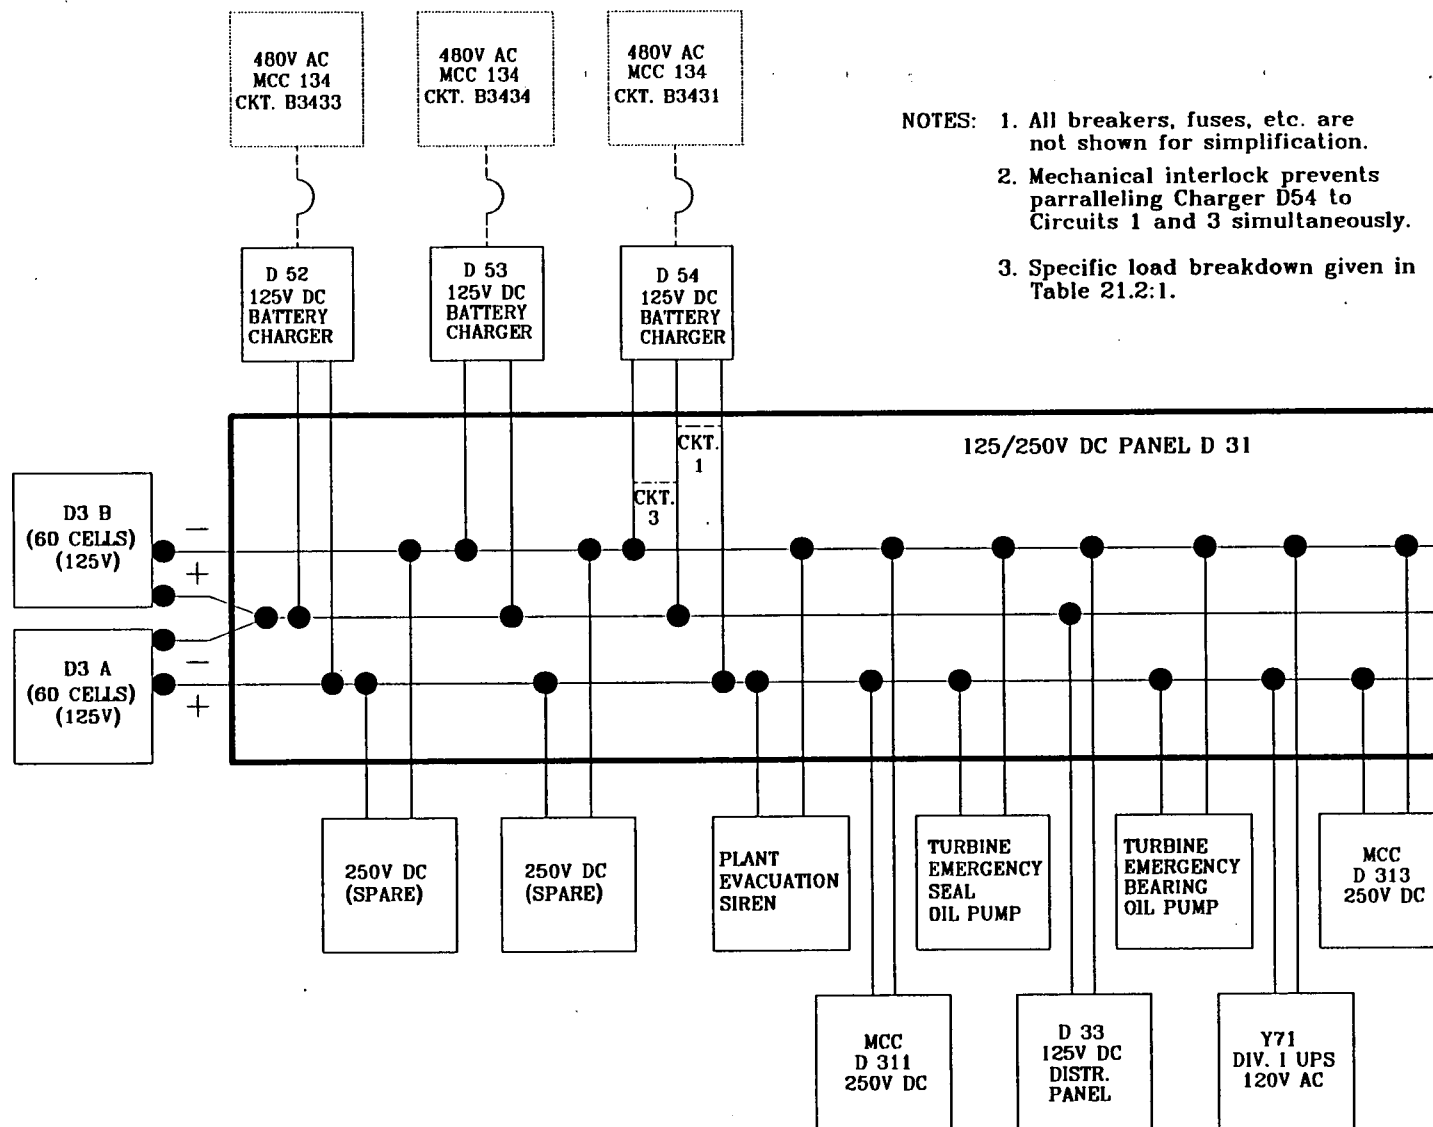 480V AC
MCC 134
CKT. B3433
480V AC
MCC 134
CKT. B3434
480V AC
MCC 134
CKT. B3431
NOTES: 1. All breakers, fuses, etc. are
not shown for simplification.
2. Mechanical interlock prevents
parralleling Charger D54 to
Circuits 1 and 3 simultaneously.
3. Specific load breakdown given in
Table 21.2:1.
D 52
125V DC
BATTERY
CHARGER
D 53
125V DC
BATTERY
CHARGER
D 54
125V DC
BATTERY
CHARGER
CKT.
1
CKT.
3
125/250V DC PANEL D 31
D3 B
(60 CELLS)
(125V)
−
+
D3 A
(60 CELLS)
(125V)
−
+
250V DC
(SPARE)
250V DC
(SPARE)
PLANT
EVACUATION
SIREN
TURBINE
EMERGENCY
SEAL
OIL PUMP
TURBINE
EMERGENCY
BEARING
OIL PUMP
MCC
D 313
250V DC
MCC
D 311
250V DC
D 33
125V DC
DISTR.
PANEL
Y71
DIV. I UPS
120V AC